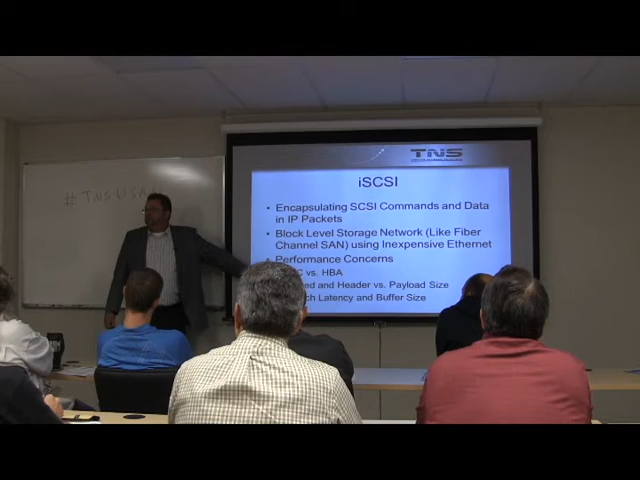 TNS
#TNSUSAN
iSCSI
• Encapsulating SCSI Commands and Data
in IP Packets
• Block Level Storage Network (Like Fiber
Channel SAN) using Inexpensive Ethernet
• Performance Concerns
vs. HBA
and Header vs. Payload Size
Latency and Buffer Size